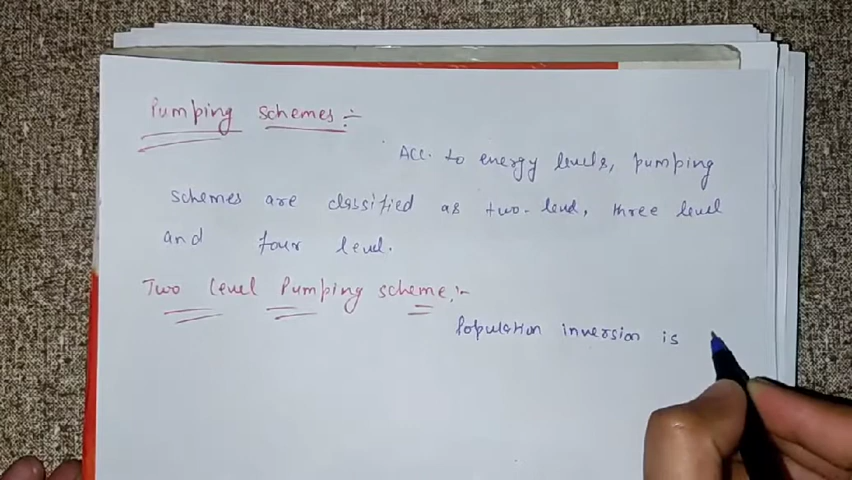 Pumping schemes:-
Acc. to energy levels, pumping
schemes are classified as two-level, three level
and four level.
Two level Pumping scheme:-
Population inversion is